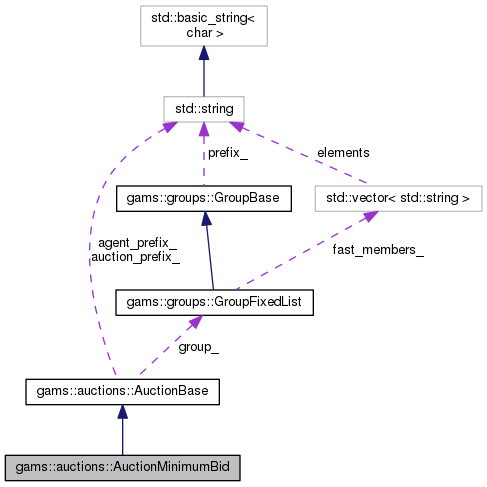 std::basic_string<
char >
std::string
prefix_
elements
gams::groups::GroupBase
std::vector< std::string >
agent_prefix_
auction_prefix_
fast_members_
gams::groups::GroupFixedList
group_
gams::auctions::AuctionBase
gams::auctions::AuctionMinimumBid